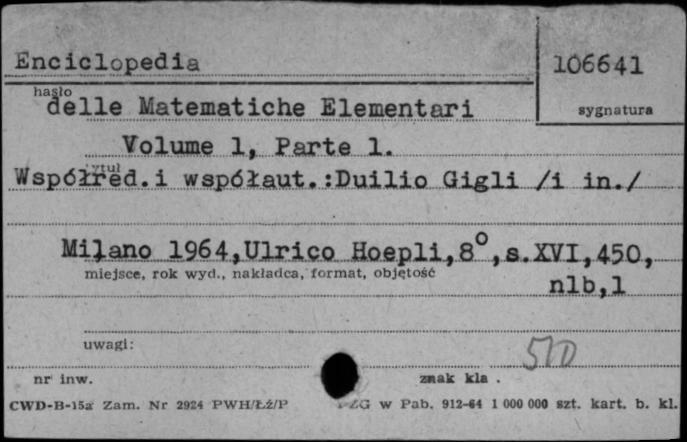 Enciclopedia
106641
hasło
sygnatura
delle Matematiche Elementari
Volume 1, Parte 1.
tytuł
Współred.i współaut.:Duilio Gigli /i in./
Milano 1964,Ulrico Hoepli,8°,s.XVI,450,
miejsce, rok wyd., nakładca, format, objętość
nlb,1
uwagi:
510
nr inw.
znak kla .
CWD-B-15a Zam. Nr 2924 PWH/Łź/P
w Pab. 912-64 1 000 000 szt. kart. b. kl.